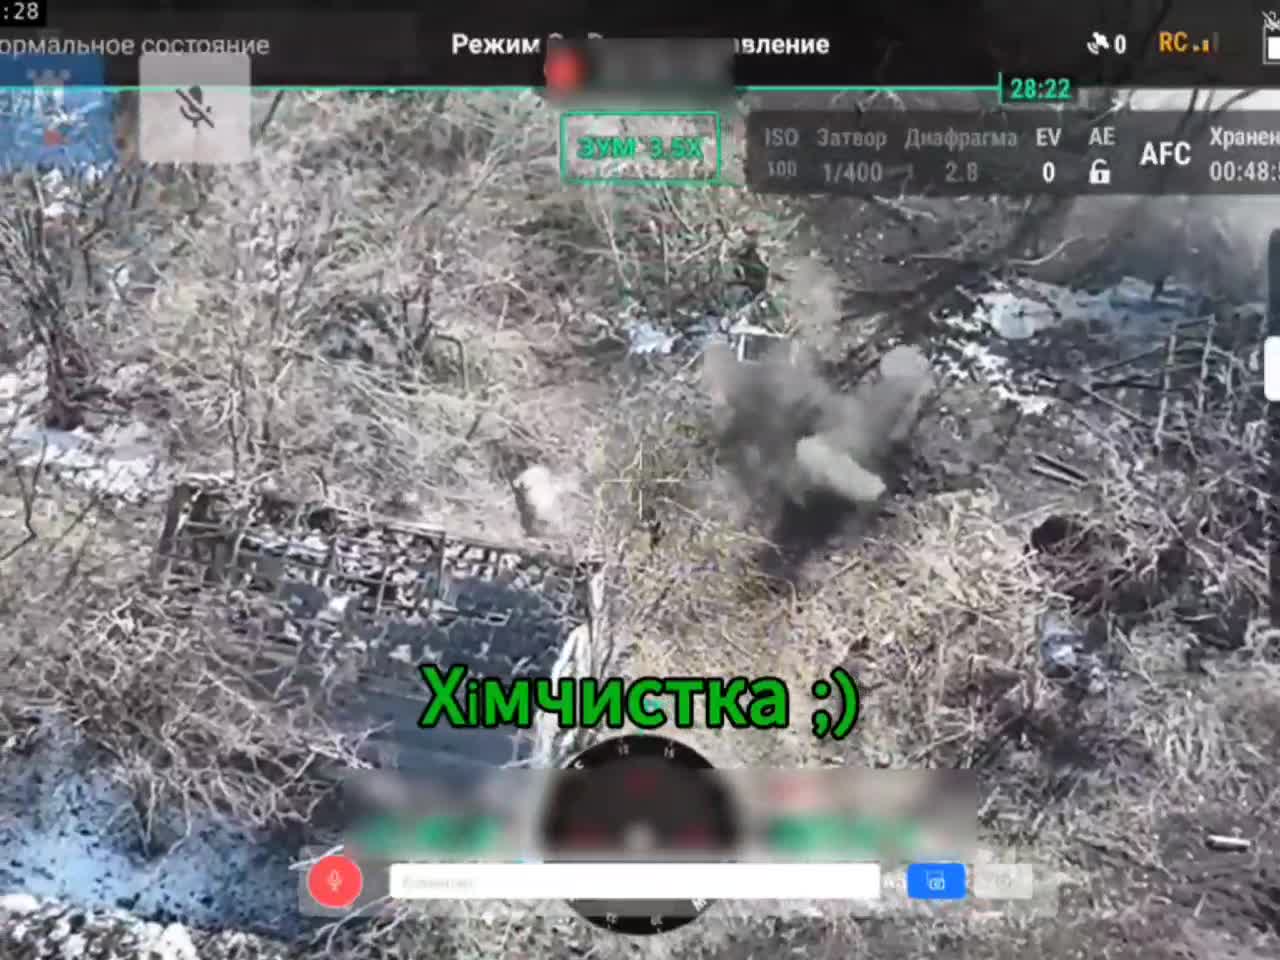 :28
ормальное состояние
Режим
вление
0
RC
28:22
ЗУМ 3.5X
ISO
100
Затвор
1/400
Диафрагма
2.8
EV
0
AE
AFC
Хранен
00:48:
Хімчистка ;)